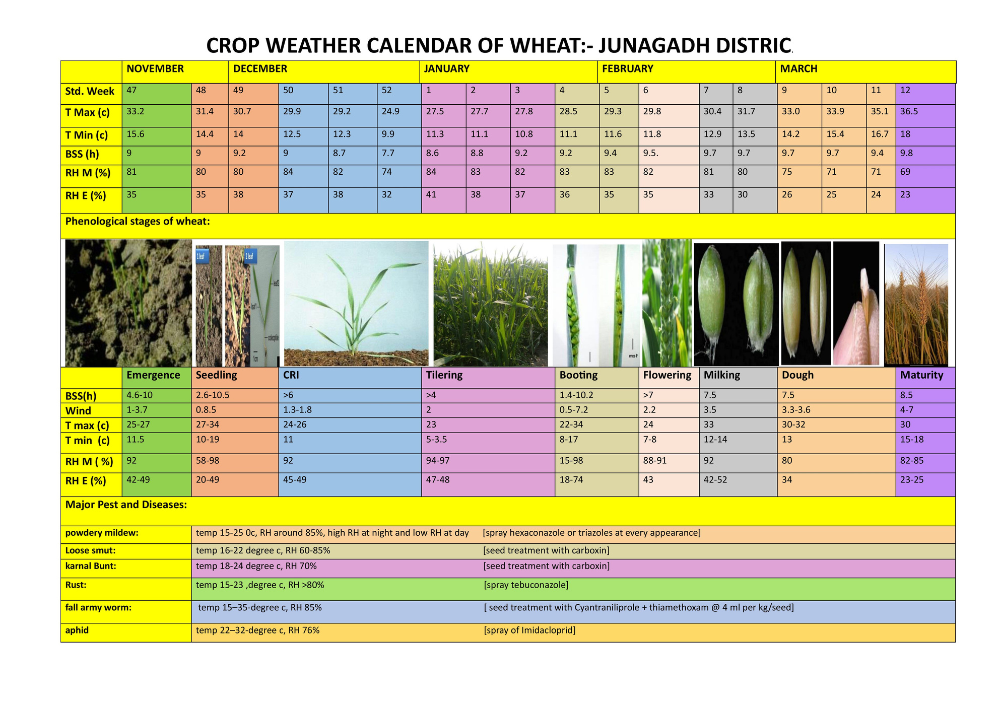 CROP WEATHER CALENDAR OF WHEAT:- JUNAGADH DISTRIC.
NOVEMBER DECEMBER JANUARY FEBRUARY MARCH
Std. Week 47 48 49 50 51 52 1 2 3 4 5 6 7 8 9 10 11 12
T Max (c) 33.2 31.4 30.7 29.9 29.2 24.9 27.5 27.7 27.8 28.5 29.3 29.8 30.4 31.7 33.0 33.9 35.1 36.5
T Min (c) 15.6 14.4 14 12.5 12.3 9.9 11.3 11.1 10.8 11.1 11.6 11.8 12.9 13.5 14.2 15.4 16.7 18
BSS (h) 9 9 9.2 9 8.7 7.7 8.6 8.8 9.2 9.2 9.4 9.5. 9.7 9.7 9.7 9.7 9.4 9.8
RH M (%) 81 80 80 84 82 74 84 83 82 83 83 82 81 80 75 71 71 69
RH E (%) 35 35 38 37 38 32 41 38 37 36 35 35 33 30 26 25 24 23
Phenological stages of wheat:
1 leaf 2 leaf
leaf2
leaf1
coleoptile
1cm 1cm
Emergence Seedling CRI Tilering Booting Flowering Milking Dough Maturity
BSS(h) 4.6-10 2.6-10.5 >6 >4 1.4-10.2 >7 7.5 7.5 8.5
Wind 1-3.7 0.8.5 1.3-1.8 2 0.5-7.2 2.2 3.5 3.3-3.6 4-7
T max (c) 25-27 27-34 24-26 23 22-34 24 33 30-32 30
T min (c) 11.5 10-19 11 5-3.5 8-17 7-8 12-14 13 15-18
RH M ( %) 92 58-98 92 94-97 15-98 88-91 92 80 82-85
RH E (%) 42-49 20-49 45-49 47-48 18-74 43 42-52 34 23-25
Major Pest and Diseases:
powdery mildew: temp 15-25 0c, RH around 85%, high RH at night and low RH at day [spray hexaconazole or triazoles at every appearance]
Loose smut: temp 16-22 degree c, RH 60-85% [seed treatment with carboxin]
karnal Bunt: temp 18-24 degree c, RH 70% [seed treatment with carboxin]
Rust: temp 15-23 ,degree c, RH >80% [spray tebuconazole]
fall army worm: temp 15–35-degree c, RH 85% [ seed treatment with Cyantraniliprole + thiamethoxam @ 4 ml per kg/seed]
aphid temp 22–32-degree c, RH 76% [spray of Imidacloprid]